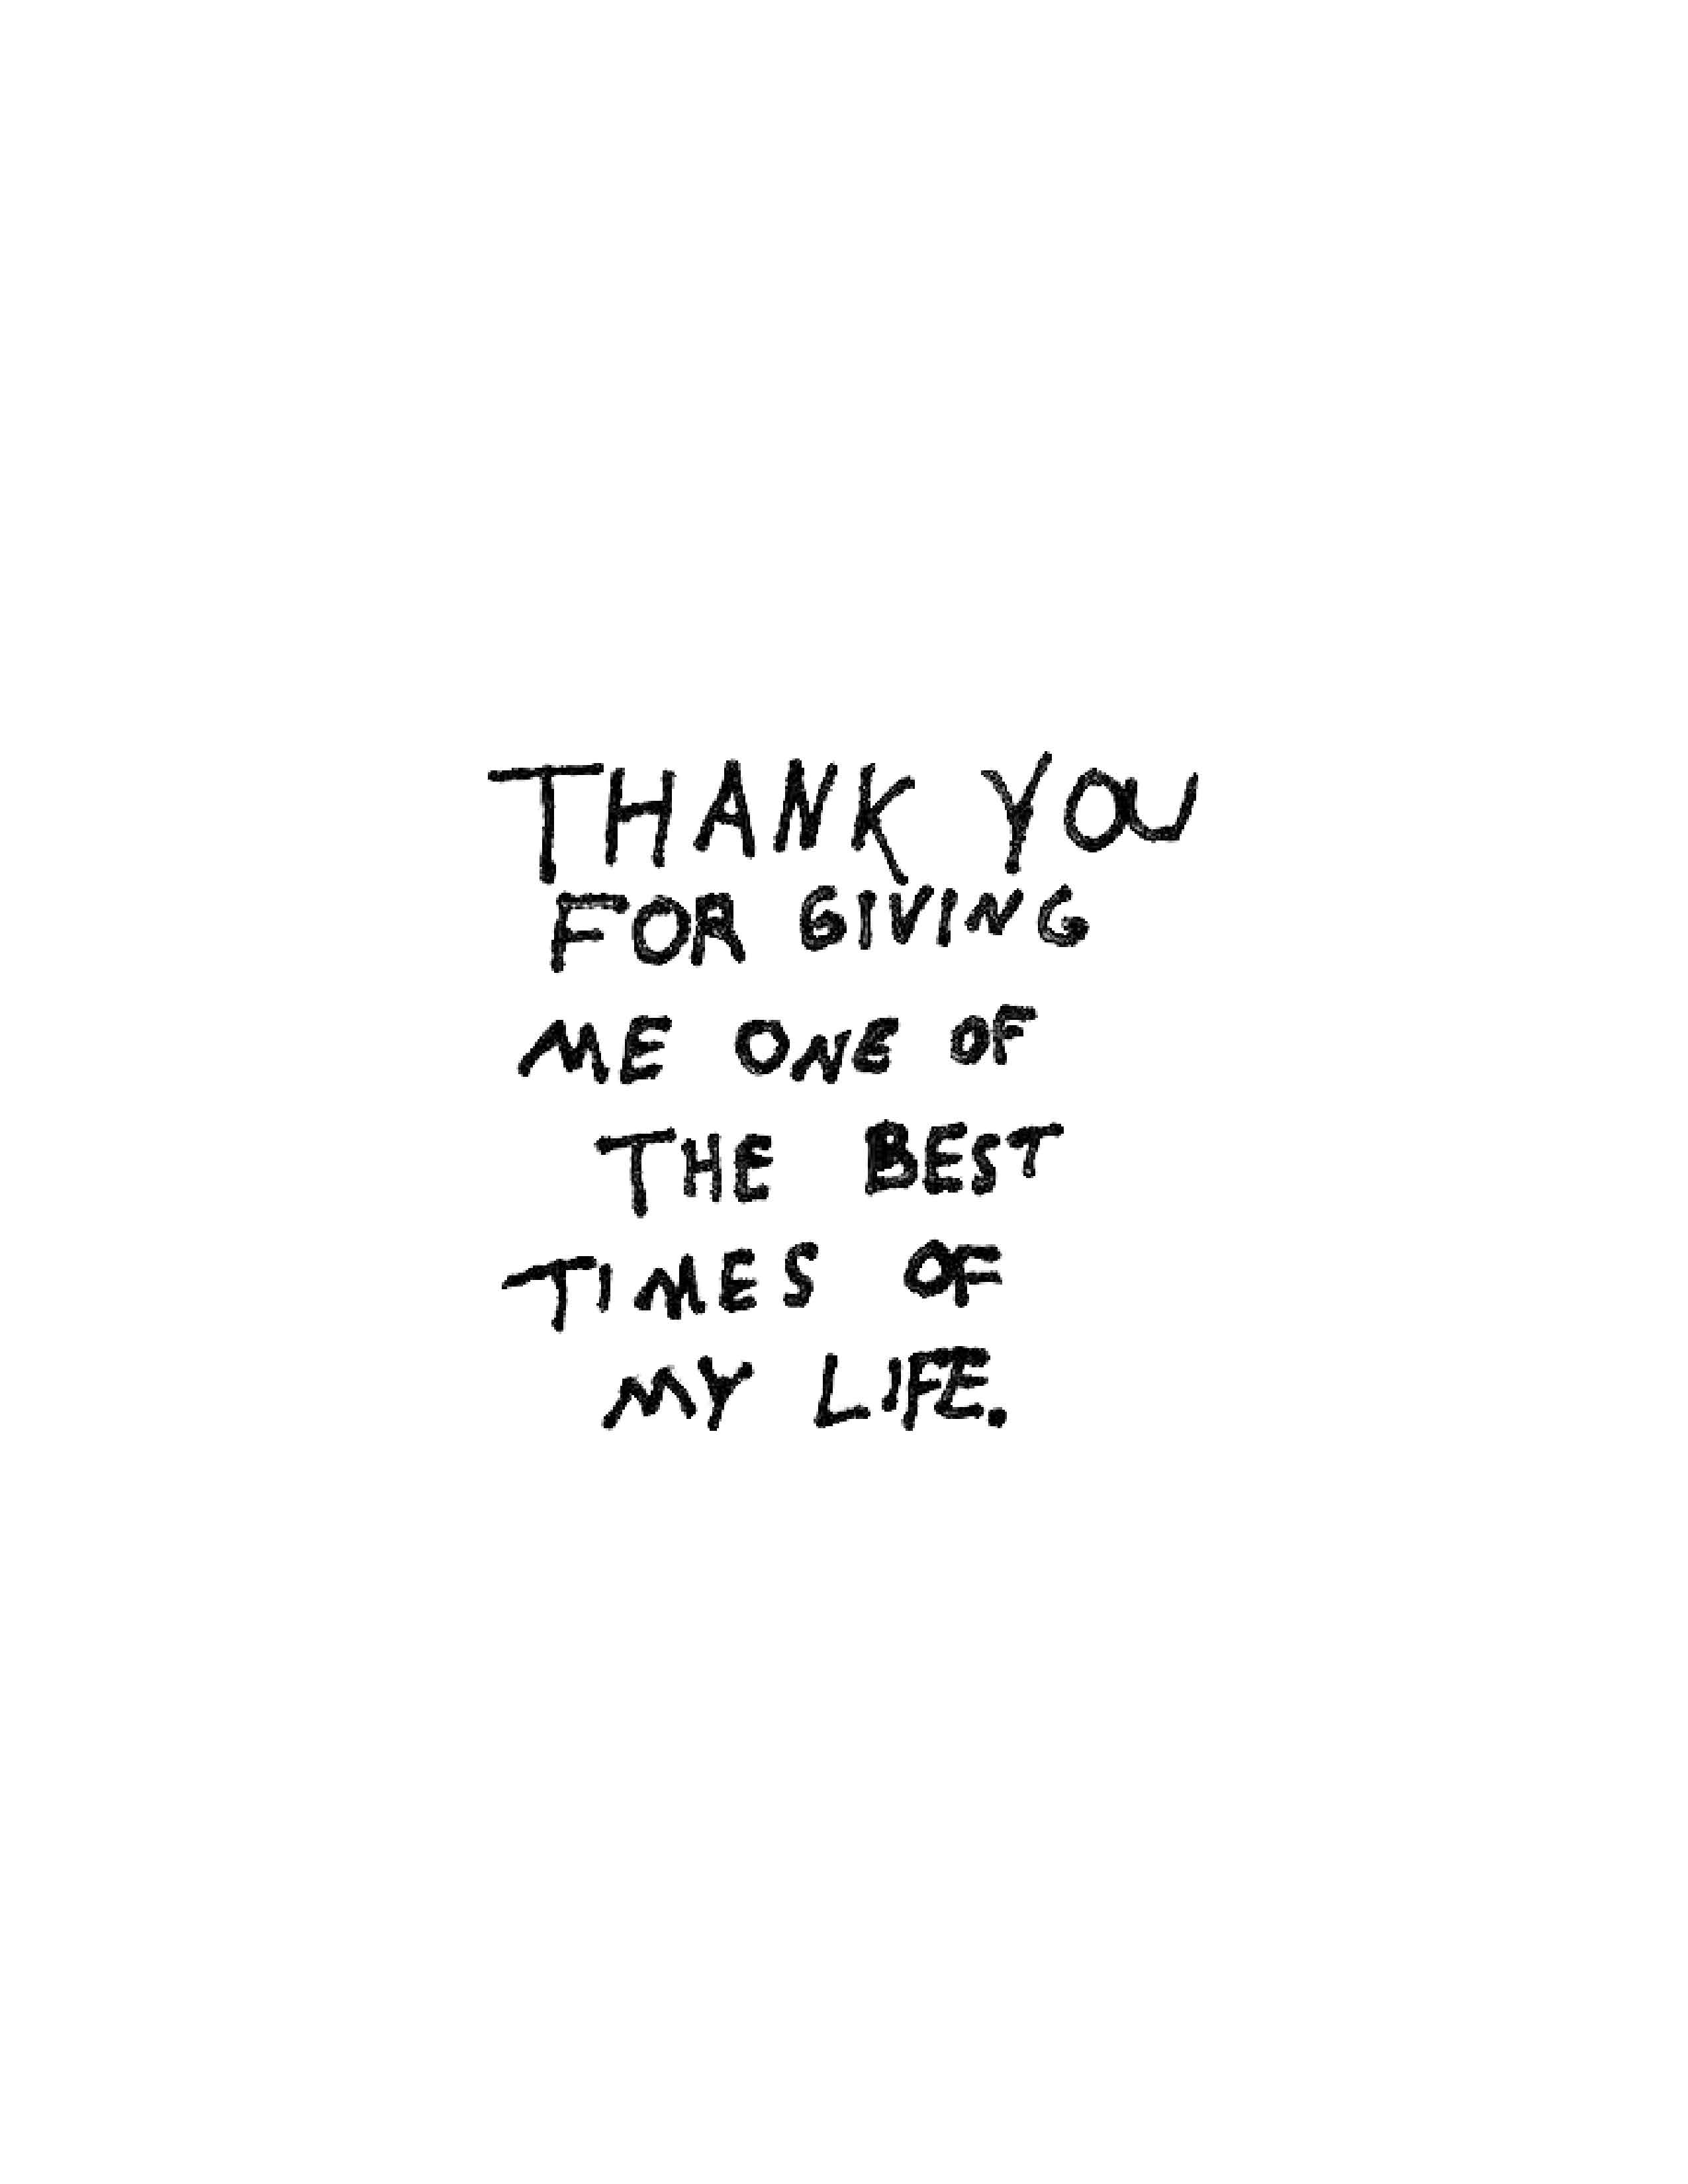 THANK YOU
FOR GIVING
ME ONE OF
THE BEST
TIMES OF
MY LIFE.